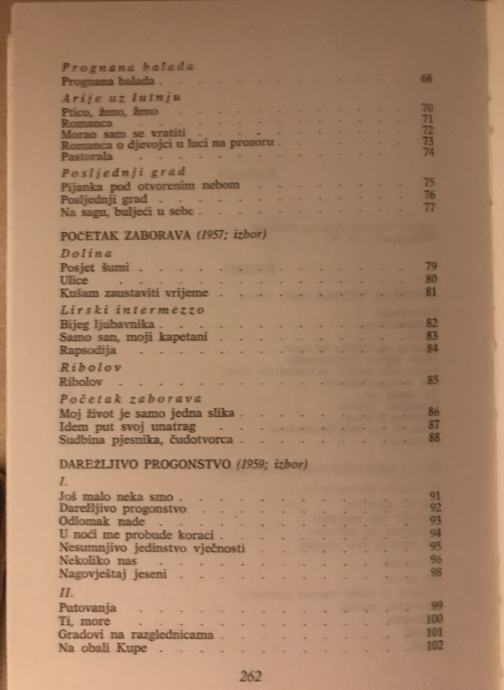 Prognana balada
Prognana balada . . . . . . . . . . . 68
Arije uz lutnju
Ptico, ženo, ženo . . . . . . . . . . . 70
Romanca . . . . . . . . . . . 71
Morao sam se vratiti . . . . . . . . . . . 72
Romanca o djevojci u luci na prozoru . . . . . . 73
Pastorala . . . . . . . . . . . 74
Posljednji grad
Pijanka pod otvorenim nebom . . . . . . . . 75
Posljednji grad . . . . . . . . . . . 76
Na sagu, buljeći u sebe . . . . . . . . . . 77
POČETAK ZABORAVA (1957; izbor)
Dolina
Posjet šumi . . . . . . . . . . . 79
Ulice . . . . . . . . . . . 80
Kušam zaustaviti vrijeme . . . . . . . . . . 81
Lirski intermezzo
Bijeg ljubavnika . . . . . . . . . . . 82
Samo san, moji kapetani . . . . . . . . . . 83
Rapsodija . . . . . . . . . . . 84
Ribolov
Ribolov . . . . . . . . . . . 85
Početak zaborava
Moj život je samo jedna slika . . . . . . . . . 86
Idem put svoj unatrag . . . . . . . . . . 87
Sudbina pjesnika, čudotvorca . . . . . . . . . 88
DAREŽLJIVO PROGONSTVO (1959; izbor)
I.
Još malo neka smo . . . . . . . . . . . 91
Darežljivo progonstvo . . . . . . . . . . 92
Odlomak nade . . . . . . . . . . . 93
U noći me probude koraci . . . . . . . . . . 94
Nesumnjivo jedinstvo vječnosti . . . . . . . . 95
Nekoliko nas . . . . . . . . . . . 96
Nagovještaj jeseni . . . . . . . . . . . 98
II.
Putovanja . . . . . . . . . . . 99
Ti, more . . . . . . . . . . . 100
Gradovi na razglednicama . . . . . . . . . . 101
Na obali Kupe . . . . . . . . . . . 102
262